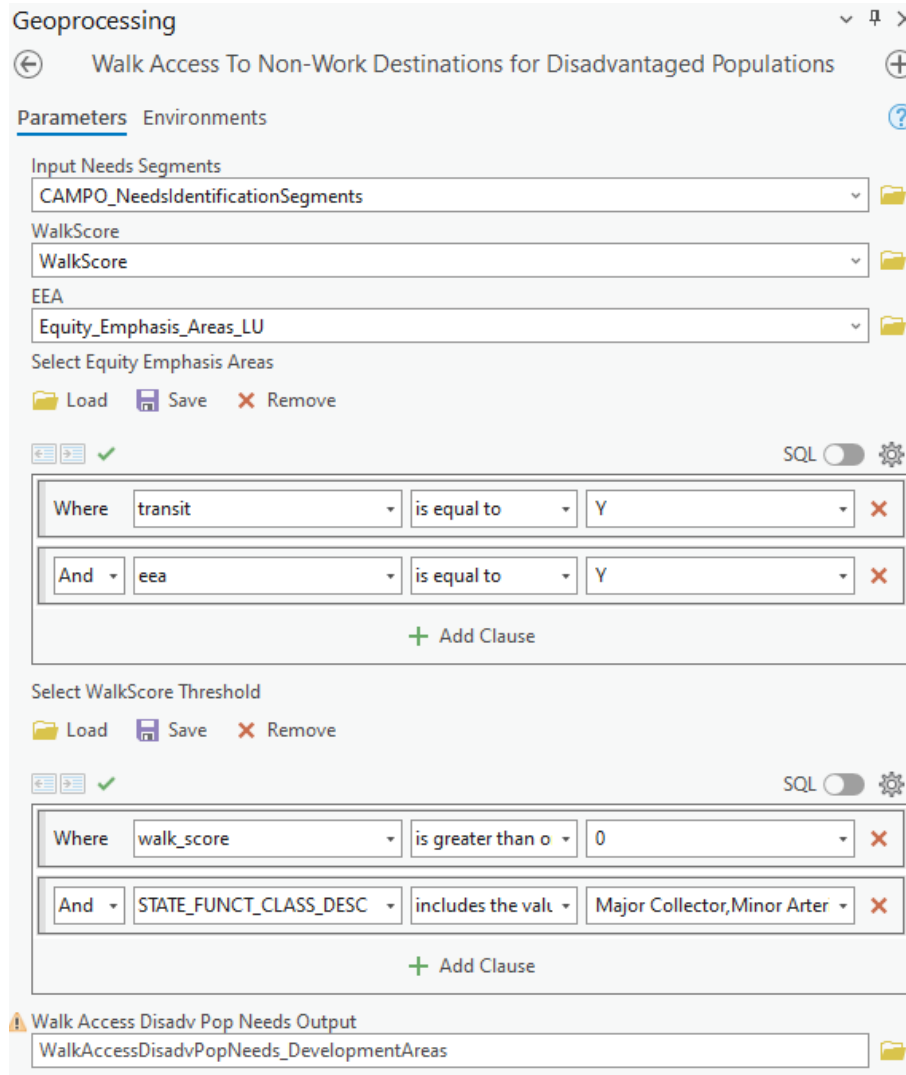 Geoprocessing
Walk Access To Non-Work Destinations for Disadvantaged Populations
Parameters Environments
Input Needs Segments
CAMPO_NeedsIdentificationSegments
WalkScore
WalkScore
EEA
Equity_Emphasis_Areas_LU
Select Equity Emphasis Areas
Load Save Remove
SQL
Where transit is equal to Y
And eea is equal to Y
Add Clause
Select WalkScore Threshold
Load Save Remove
SQL
Where walk_score is greater than o 0
And STATE_FUNCT_CLASS_DESC includes the valu Major Collector,Minor Arter
Add Clause
Walk Access Disadv Pop Needs Output
WalkAccessDisadvPopNeeds_DevelopmentAreas